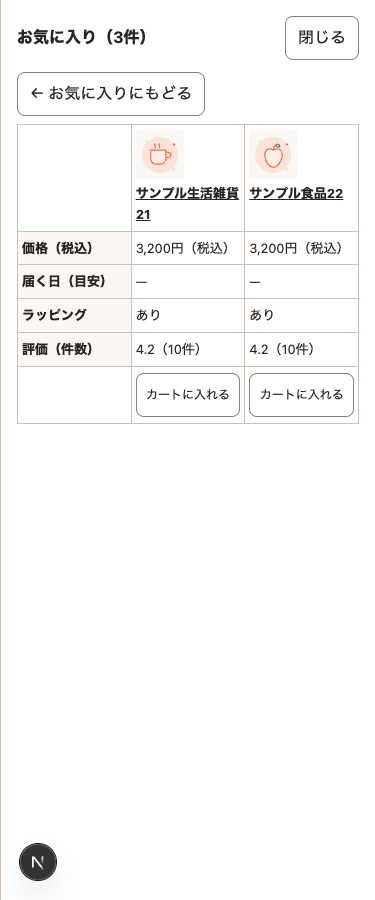 お気に入り（3件）
閉じる
← お気に入りにもどる
サンプル生活雑貨21
サンプル食品22
価格（税込） 3,200円（税込） 3,200円（税込）
届く日（目安） — —
ラッピング あり あり
評価（件数） 4.2（10件） 4.2（10件）
カートに入れる カートに入れる
N